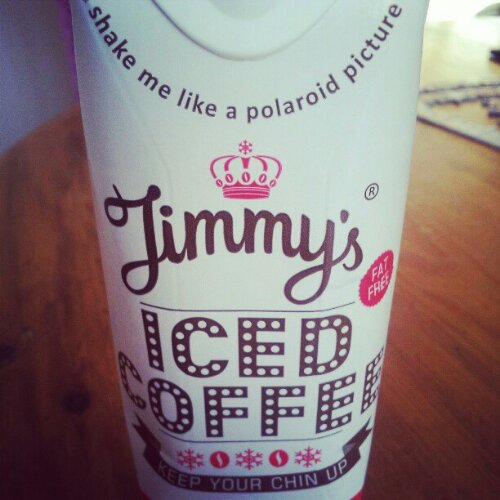 shake me like a polaroid picture
Jimmy's ®
FAT
FREE
ICED
COFFEE
KEEP YOUR CHIN UP